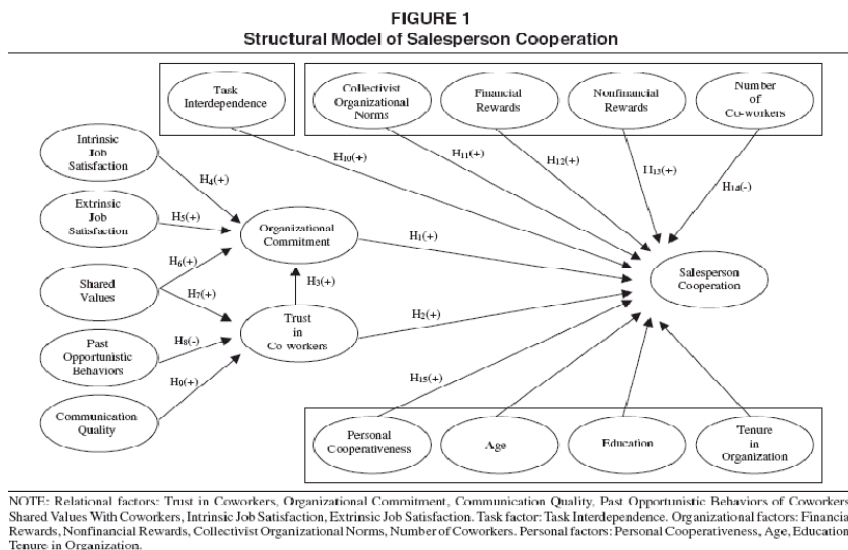 FIGURE 1
Structural Model of Salesperson Cooperation
Task
Interdependence
Collectivist
Organizational
Norms
Financial
Rewards
Nonfinancial
Rewards
Number
of
Co-workers
Intrinsic
Job
Satisfaction
H4(+)
H10(+)
H11(+)
H12(+)
H13(+)
H14(-)
Extrinsic
Job
Satisfaction
H5(+)
Organizational
Commitment
H1(+)
H6(+)
Shared
Values
H7(+)
H3(+)
Salesperson
Cooperation
Trust
in
Co-workers
H2(+)
Past
Opportunistic
Behaviors
H8(-)
H9(+)
Communication
Quality
H15(+)
Personal
Cooperativeness
Age
Education
Tenure
in
Organization
NOTE: Relational factors: Trust in Coworkers, Organizational Commitment, Communication Quality, Past Opportunistic Behaviors of Coworkers
Shared Values With Coworkers, Intrinsic Job Satisfaction, Extrinsic Job Satisfaction. Task factor: Task Interdependence. Organizational factors: Financia
Rewards, Nonfinancial Rewards, Collectivist Organizational Norms, Number of Coworkers. Personal factors: Personal Cooperativeness, Age, Education
Tenure in Organization.